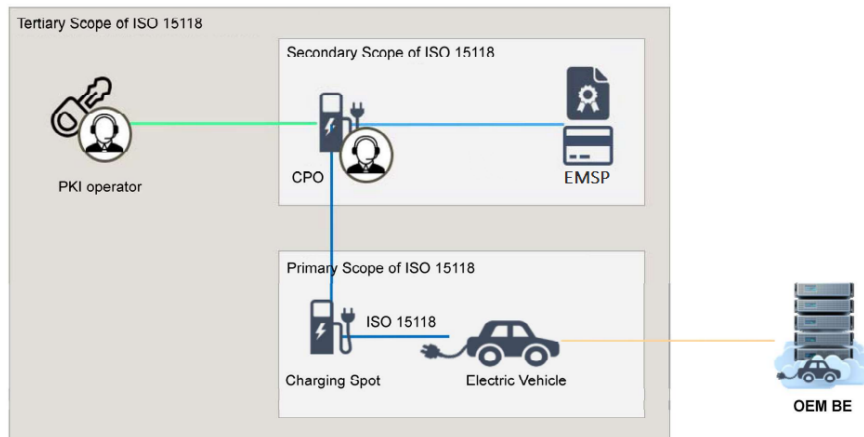 Tertiary Scope of ISO 15118
Secondary Scope of ISO 15118
PKI operator
CPO
EMSP
Primary Scope of ISO 15118
ISO 15118
Charging Spot
Electric Vehicle
OEM BE